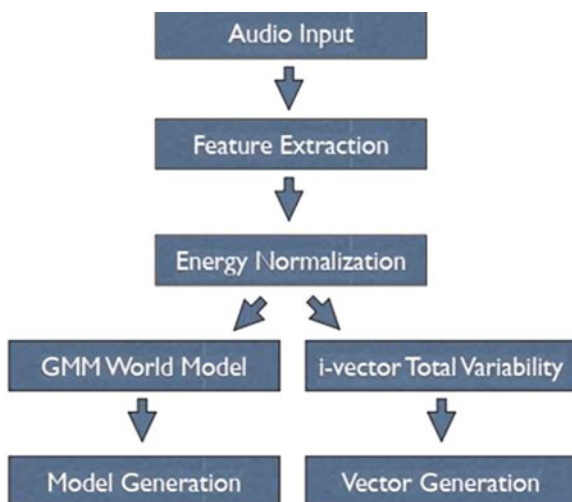 Audio Input
Feature Extraction
Energy Normalization
GMM World Model
i-vector Total Variability
Model Generation
Vector Generation